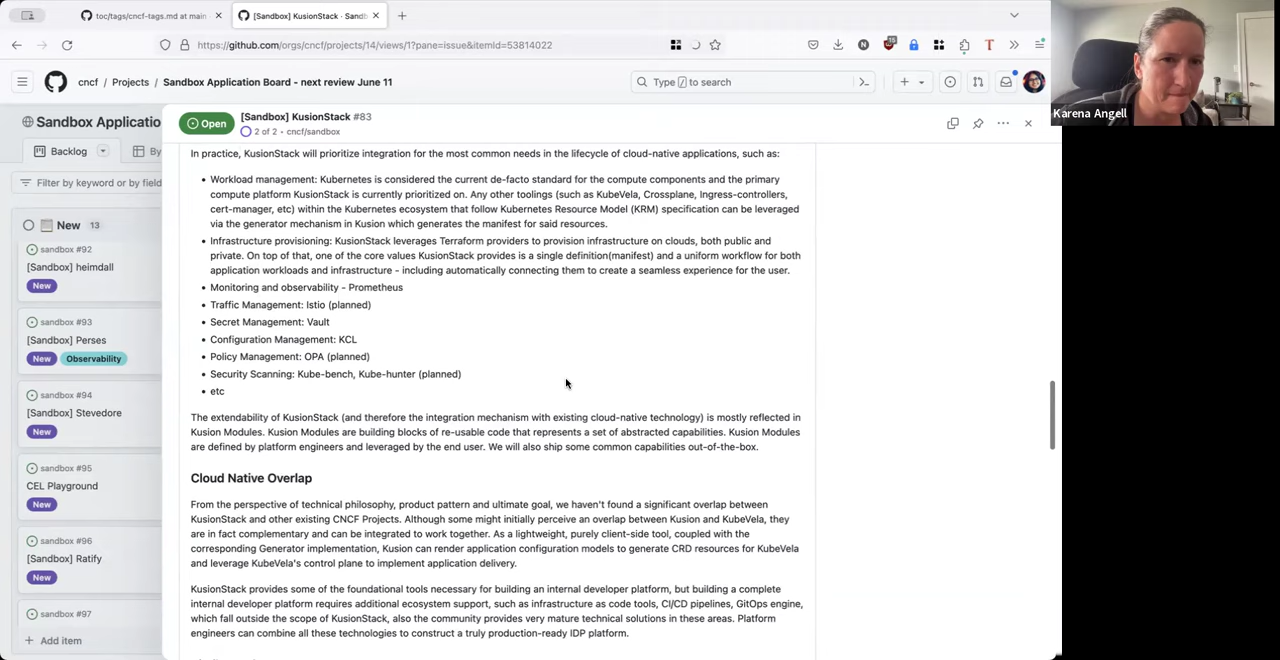 toc/tags/cncf-tags.md at main
[Sandbox] KusionStack · Sandb
https://github.com/orgs/cncf/projects/14/views/1?pane=issue&itemId=53814022
cncf / Projects / Sandbox Application Board - next review June 11
Type / to search
Karena Angell
Sandbox Applicatio
Open
[Sandbox] KusionStack #83
2 of 2 · cncf/sandbox
Backlog
By
Filter by keyword or by field
New 13
sandbox #92
[Sandbox] heimdall
New
sandbox #93
[Sandbox] Perses
New
Observability
sandbox #94
[Sandbox] Stevedore
New
sandbox #95
CEL Playground
New
sandbox #96
[Sandbox] Ratify
New
sandbox #97
+ Add item
In practice, KusionStack will prioritize integration for the most common needs in the lifecycle of cloud-native applications, such as:
• Workload management: Kubernetes is considered the current de-facto standard for the compute components and the primary
compute platform KusionStack is currently prioritized on. Any other toolings (such as KubeVela, Crossplane, Ingress-controllers,
cert-manager, etc) within the Kubernetes ecosystem that follow Kubernetes Resource Model (KRM) specification can be leveraged
via the generator mechanism in Kusion which generates the manifest for said resources.
• Infrastructure provisioning: KusionStack leverages Terraform providers to provision infrastructure on clouds, both public and
private. On top of that, one of the core values KusionStack provides is a single definition(manifest) and a uniform workflow for both
application workloads and infrastructure - including automatically connecting them to create a seamless experience for the user.
• Monitoring and observability - Prometheus
• Traffic Management: Istio (planned)
• Secret Management: Vault
• Configuration Management: KCL
• Policy Management: OPA (planned)
• Security Scanning: Kube-bench, Kube-hunter (planned)
• etc
The extendability of KusionStack (and therefore the integration mechanism with existing cloud-native technology) is mostly reflected in
Kusion Modules. Kusion Modules are building blocks of re-usable code that represents a set of abstracted capabilities. Kusion Modules
are defined by platform engineers and leveraged by the end user. We will also ship some common capabilities out-of-the-box.
Cloud Native Overlap
From the perspective of technical philosophy, product pattern and ultimate goal, we haven't found a significant overlap between
KusionStack and other existing CNCF Projects. Although some might initially perceive an overlap between Kusion and KubeVela, they
are in fact complementary and can be integrated to work together. As a lightweight, purely client-side tool, coupled with the
corresponding Generator implementation, Kusion can render application configuration models to generate CRD resources for KubeVela
and leverage KubeVela's control plane to implement application delivery.
KusionStack provides some of the foundational tools necessary for building an internal developer platform, but building a complete
internal developer platform requires additional ecosystem support, such as infrastructure as code tools, CI/CD pipelines, GitOps engine,
which fall outside the scope of KusionStack, also the community provides very mature technical solutions in these areas. Platform
engineers can combine all these technologies to construct a truly production-ready IDP platform.